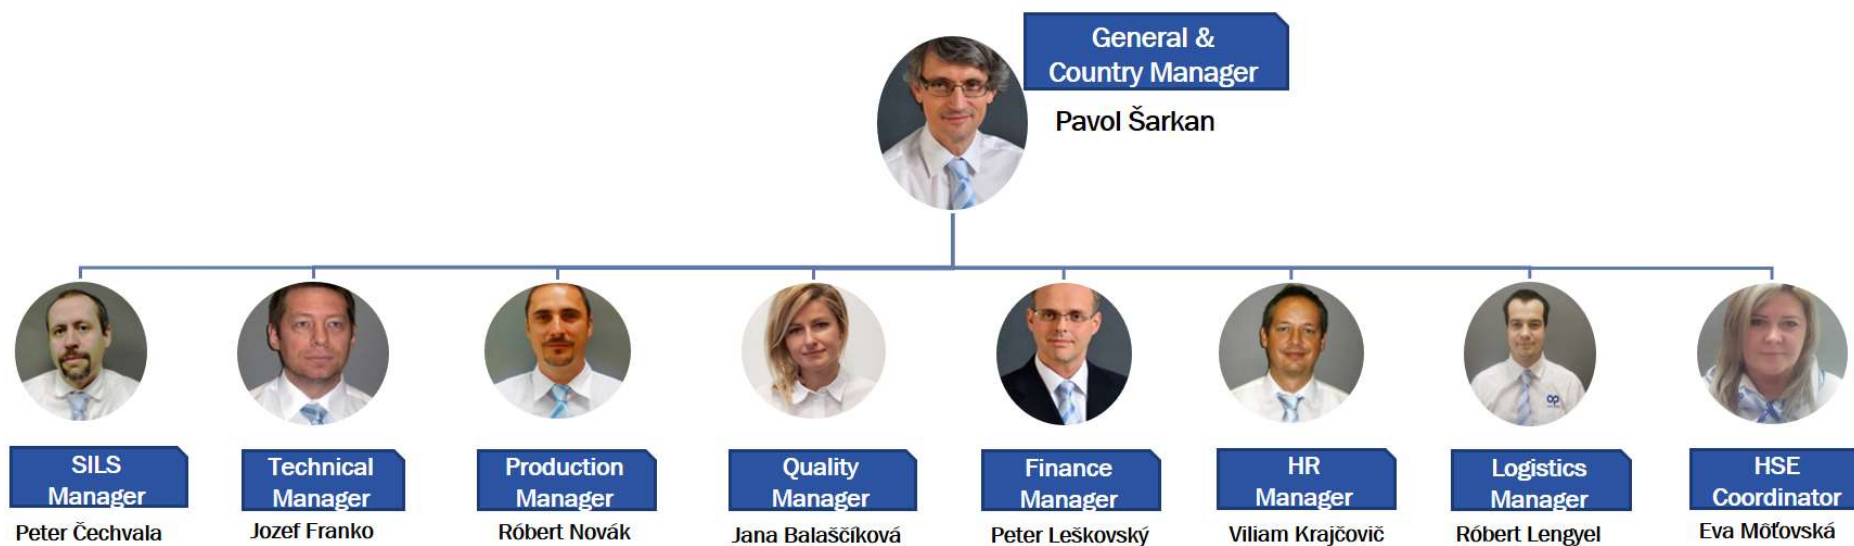 General &
Country Manager
Pavol Šarkan
SILS
Manager
Peter Čechvala
Technical
Manager
Jozef Franko
Production
Manager
Róbert Novák
Quality
Manager
Jana Balaščíková
Finance
Manager
Peter Leškovský
HR
Manager
Viliam Krajčovič
Logistics
Manager
Róbert Lengyel
HSE
Coordinator
Eva Môťovská